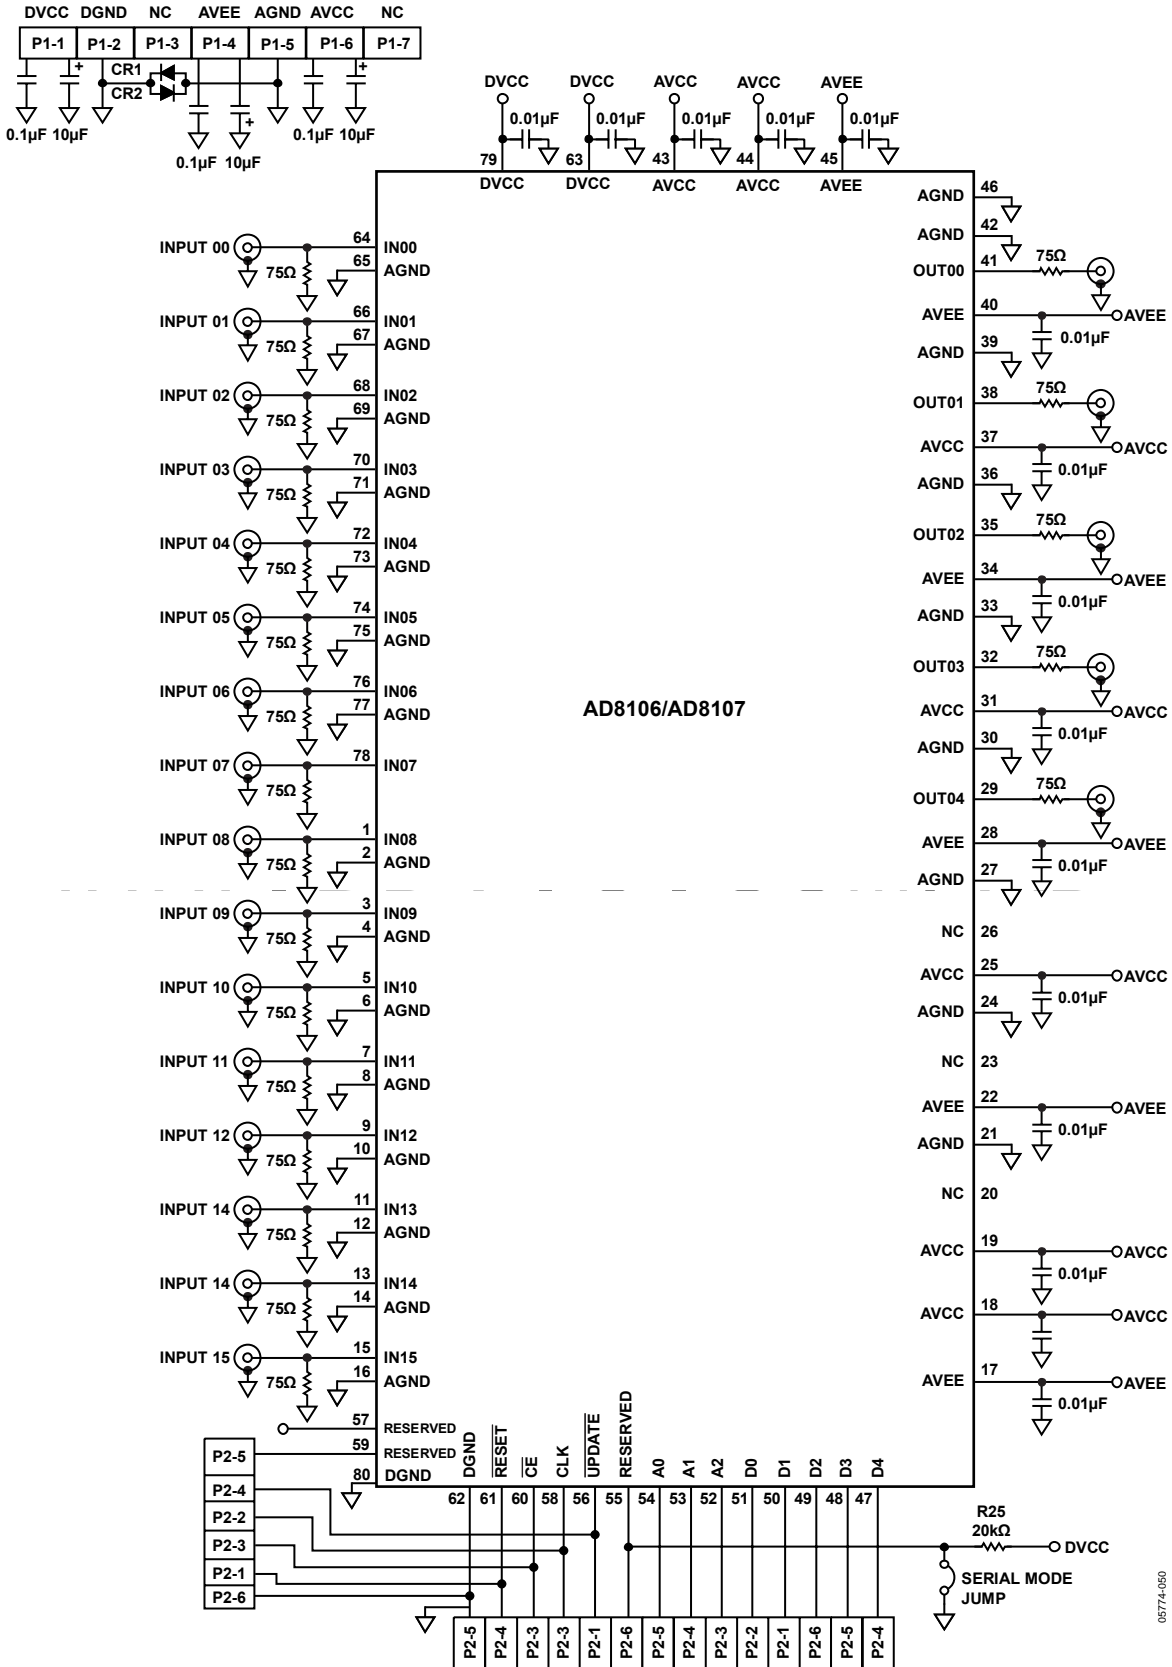 DVCC DGND NC AVEE AGND AVCC NC
P1-1 P1-2 P1-3 P1-4 P1-5 P1-6 P1-7
CR1
CR2
+
+
+
0.1µF 10µF
0.1µF 10µF
0.1µF 10µF
DVCC DVCC AVCC AVCC AVEE
0.01µF 0.01µF 0.01µF 0.01µF 0.01µF
79 63 43 44 45
DVCC DVCC AVCC AVCC AVEE
INPUT 00 75Ω 64 IN00
65 AGND
INPUT 01 75Ω 66 IN01
67 AGND
INPUT 02 75Ω 68 IN02
69 AGND
INPUT 03 75Ω 70 IN03
71 AGND
INPUT 04 75Ω 72 IN04
73 AGND
INPUT 05 75Ω 74 IN05
75 AGND
INPUT 06 75Ω 76 IN06
77 AGND
INPUT 07 75Ω 78 IN07
INPUT 08 75Ω 1 IN08
2 AGND
INPUT 09 75Ω 3 IN09
4 AGND
INPUT 10 75Ω 5 IN10
6 AGND
INPUT 11 75Ω 7 IN11
8 AGND
INPUT 12 75Ω 9 IN12
10 AGND
INPUT 14 75Ω 11 IN13
12 AGND
INPUT 14 75Ω 13 IN14
14 AGND
INPUT 15 75Ω 15 IN15
16 AGND
57 RESERVED
59 RESERVED
80 DGND
AD8106/AD8107
AGND 46
AGND 42
OUT00 41 75Ω
AVEE 40 AVEE
0.01µF
AGND 39
OUT01 38 75Ω
AVCC 37 AVCC
0.01µF
AGND 36
OUT02 35 75Ω
AVEE 34 AVEE
0.01µF
AGND 33
OUT03 32 75Ω
AVCC 31 AVCC
0.01µF
AGND 30
OUT04 29 75Ω
AVEE 28 AVEE
0.01µF
AGND 27
NC 26
AVCC 25 AVCC
0.01µF
AGND 24
NC 23
AVEE 22 AVEE
0.01µF
AGND 21
NC 20
AVCC 19 AVCC
0.01µF
AVCC 18 AVCC
AVEE 17 AVEE
0.01µF
DGND RESET CE CLK UPDATE RESERVED A0 A1 A2 D0 D1 D2 D3 D4
62 61 60 58 56 55 54 53 52 51 50 49 48 47
P2-5
P2-4
P2-2
P2-3
P2-1
P2-6
R25
20kΩ
DVCC
SERIAL MODE
JUMP
P2-5 P2-4 P2-3 P2-3 P2-1 P2-6 P2-5 P2-4 P2-3 P2-2 P2-1 P2-6 P2-5 P2-4
05774-050